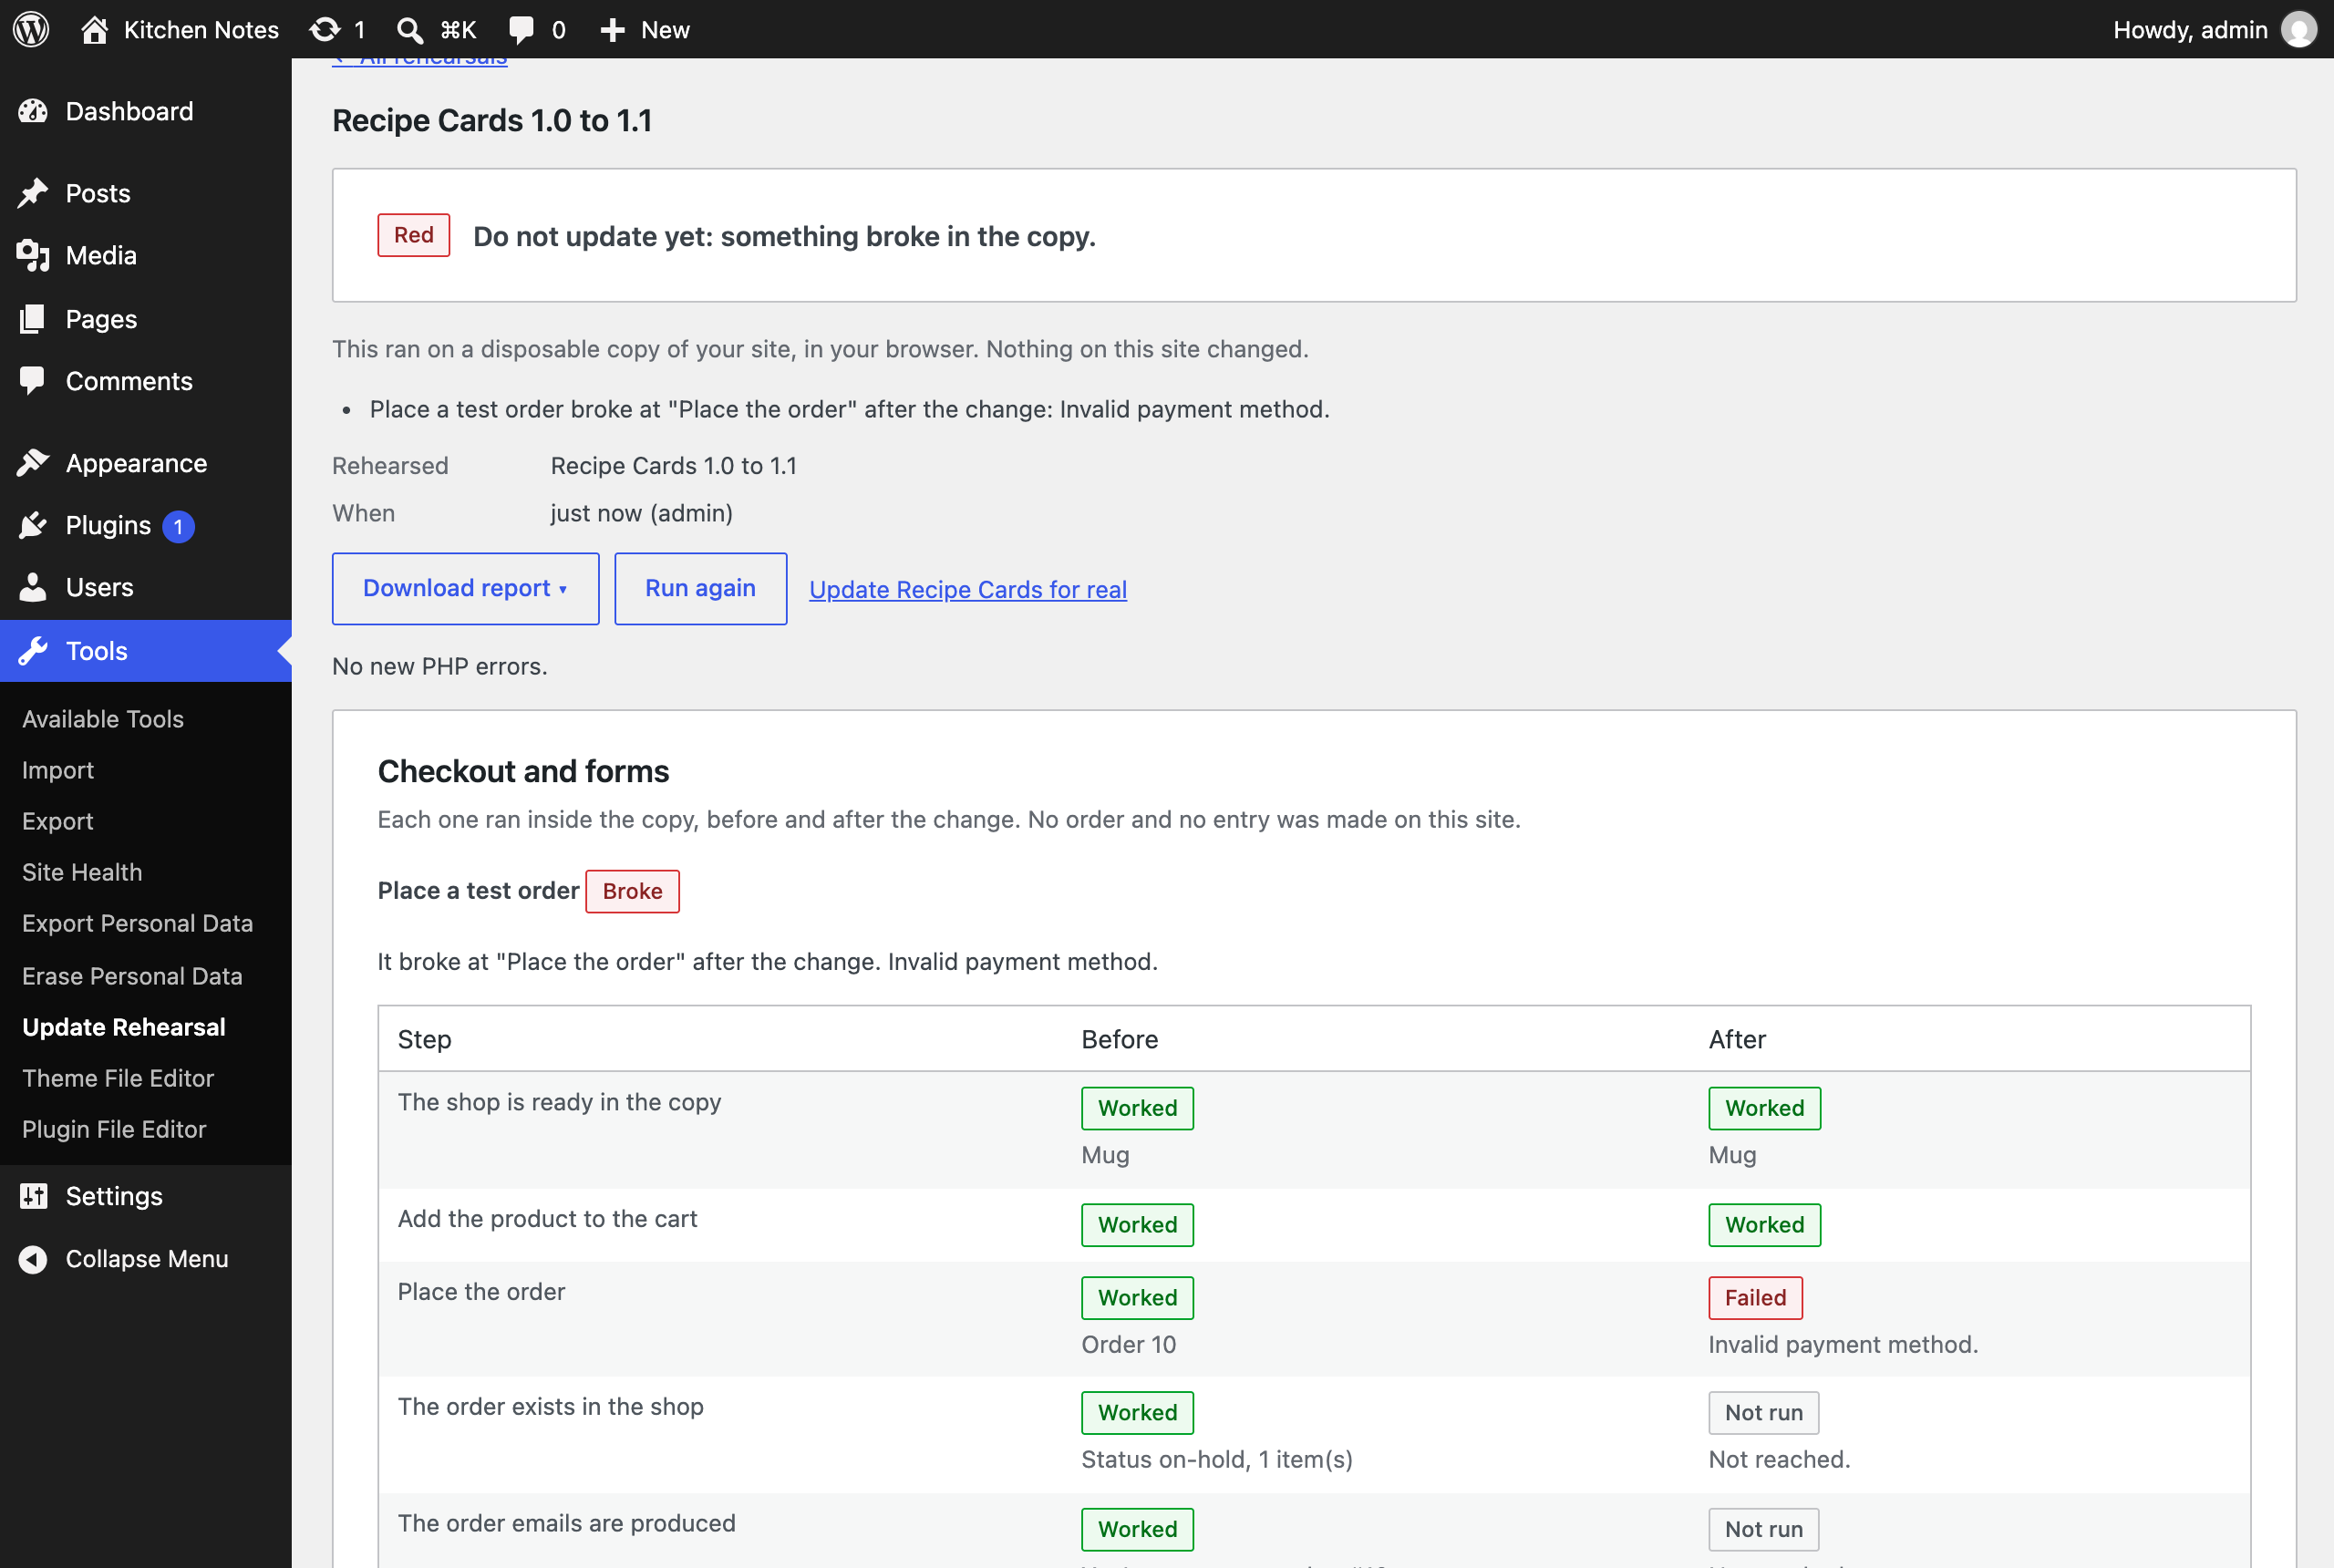 Kitchen Notes 1 ⌘K 0 New Howdy, admin
Dashboard
Posts
Media
Pages
Comments
Appearance
Plugins 1
Users
Tools
Available Tools
Import
Export
Site Health
Export Personal Data
Erase Personal Data
Update Rehearsal
Theme File Editor
Plugin File Editor
Settings
Collapse Menu
All rehearsals
Recipe Cards 1.0 to 1.1
Red Do not update yet: something broke in the copy.
This ran on a disposable copy of your site, in your browser. Nothing on this site changed.
• Place a test order broke at "Place the order" after the change: Invalid payment method.
Rehearsed Recipe Cards 1.0 to 1.1
When just now (admin)
Download report ▾ Run again Update Recipe Cards for real
No new PHP errors.
Checkout and forms
Each one ran inside the copy, before and after the change. No order and no entry was made on this site.
Place a test order Broke
It broke at "Place the order" after the change. Invalid payment method.
Step Before After
The shop is ready in the copy Worked Worked
Mug Mug
Add the product to the cart Worked Worked
Place the order Worked Failed
Order 10 Invalid payment method.
The order exists in the shop Worked Not run
Status on-hold, 1 item(s) Not reached.
The order emails are produced Worked Not run